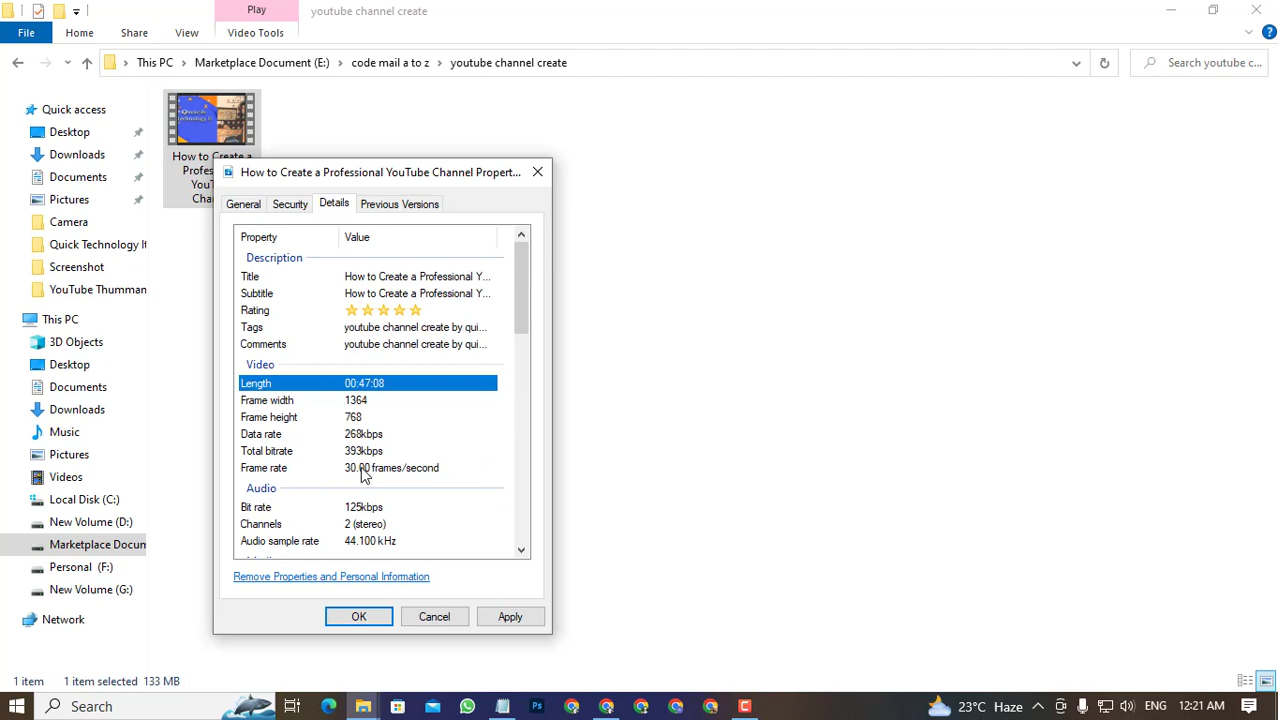 Play
youtube channel create
File
Home
Share
View
Video Tools
This PC
Marketplace Document (E:)
code mail a to z
youtube channel create
Search youtube c...
Quick access
Desktop
Downloads
Documents
Pictures
Camera
Quick Technology It
Screenshot
YouTube Thumman
This PC
3D Objects
Desktop
Documents
Downloads
Music
Pictures
Videos
Local Disk (C:)
New Volume (D:)
Marketplace Docum
Personal (F:)
New Volume (G:)
Network
How to Create a
Profes
YouT
Chan
How to Create a Professional YouTube Channel Propert...
General
Security
Details
Previous Versions
Property
Value
Description
Title
How to Create a Professional Y...
Subtitle
How to Create a Professional Y...
Rating
Tags
youtube channel create by qui...
Comments
youtube channel create by qui...
Video
Length
00:47:08
Frame width
1364
Frame height
768
Data rate
268kbps
Total bitrate
393kbps
Frame rate
30.00 frames/second
Audio
Bit rate
125kbps
Channels
2 (stereo)
Audio sample rate
44.100 kHz
Remove Properties and Personal Information
OK
Cancel
Apply
1 item
1 item selected 133 MB
Search
23°C Haze
ENG
12:21 AM